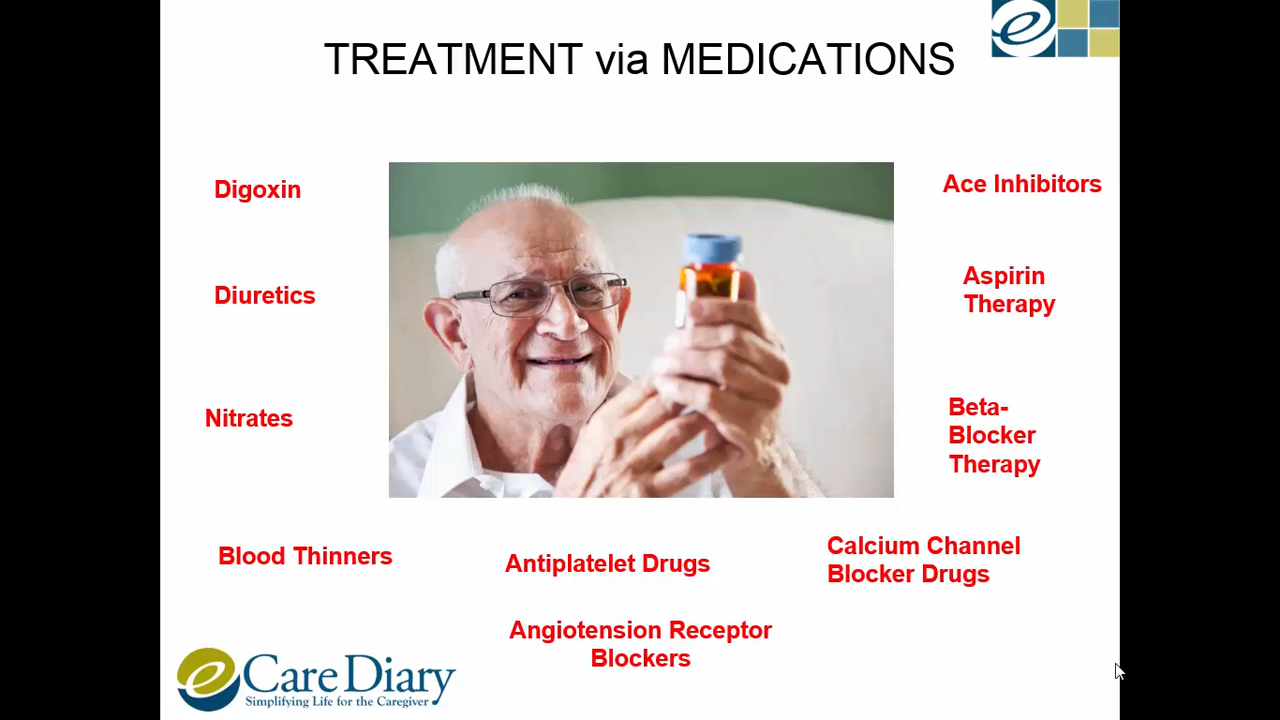 TREATMENT via MEDICATIONS
Digoxin
Ace Inhibitors
Aspirin
Therapy
Diuretics
Nitrates
Beta-
Blocker
Therapy
Blood Thinners
Antiplatelet Drugs
Calcium Channel
Blocker Drugs
Angiotension Receptor
Blockers
e Care Diary
Simplifying Life for the Caregiver